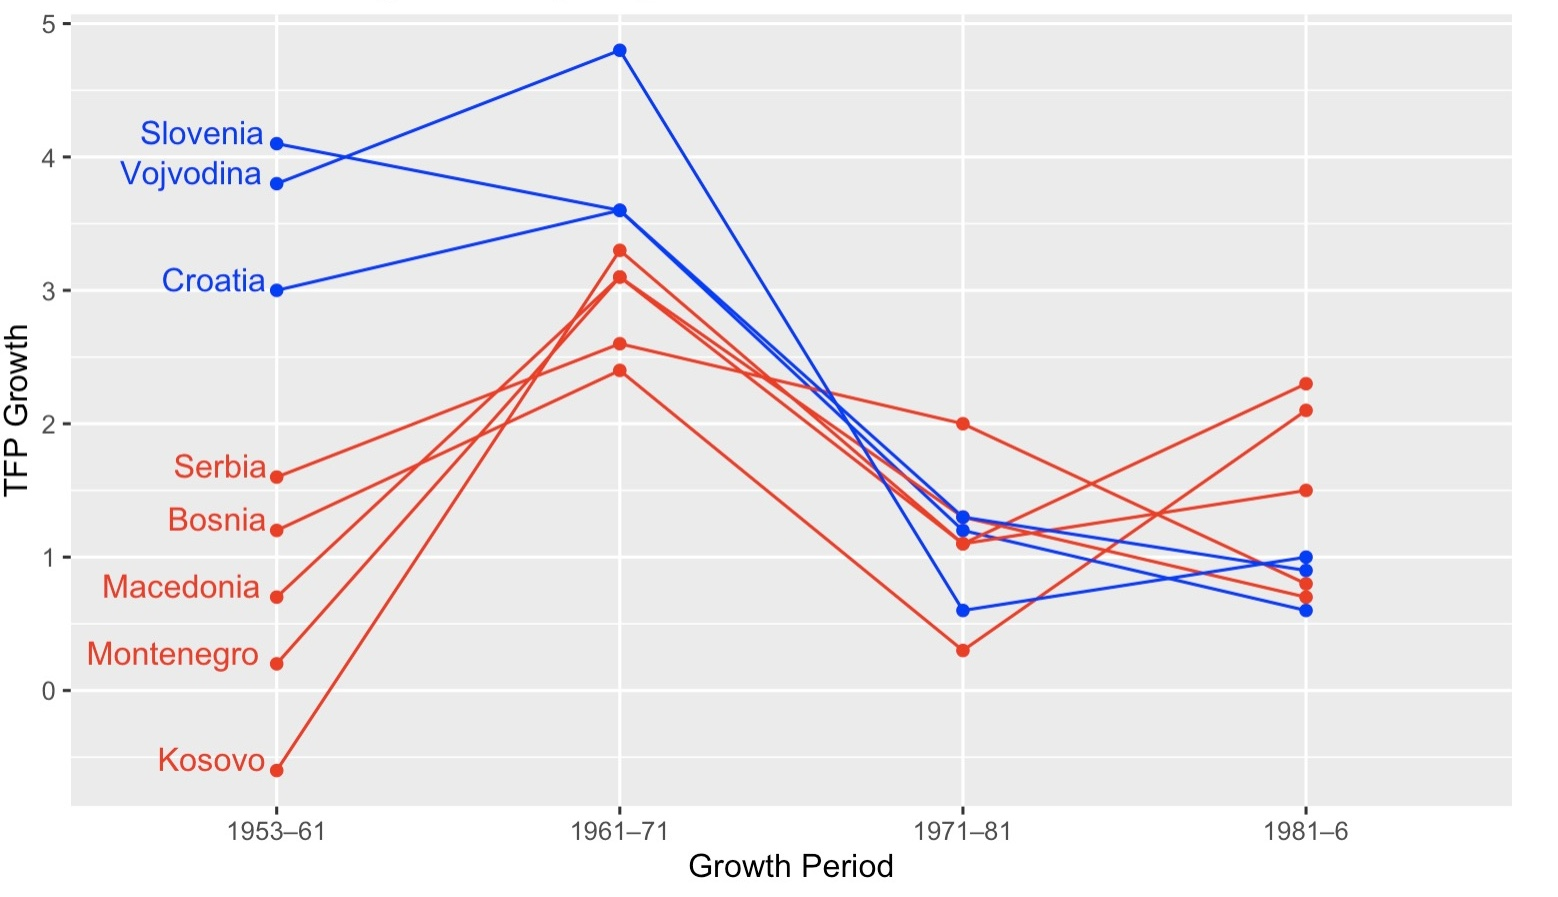 5
Slovenia
4
Vojvodina
Croatia
3
TFP Growth
2
Serbia
Bosnia
1
Macedonia
Montenegro
0
Kosovo
1953–61 1961–71 1971–81 1981–6
Growth Period